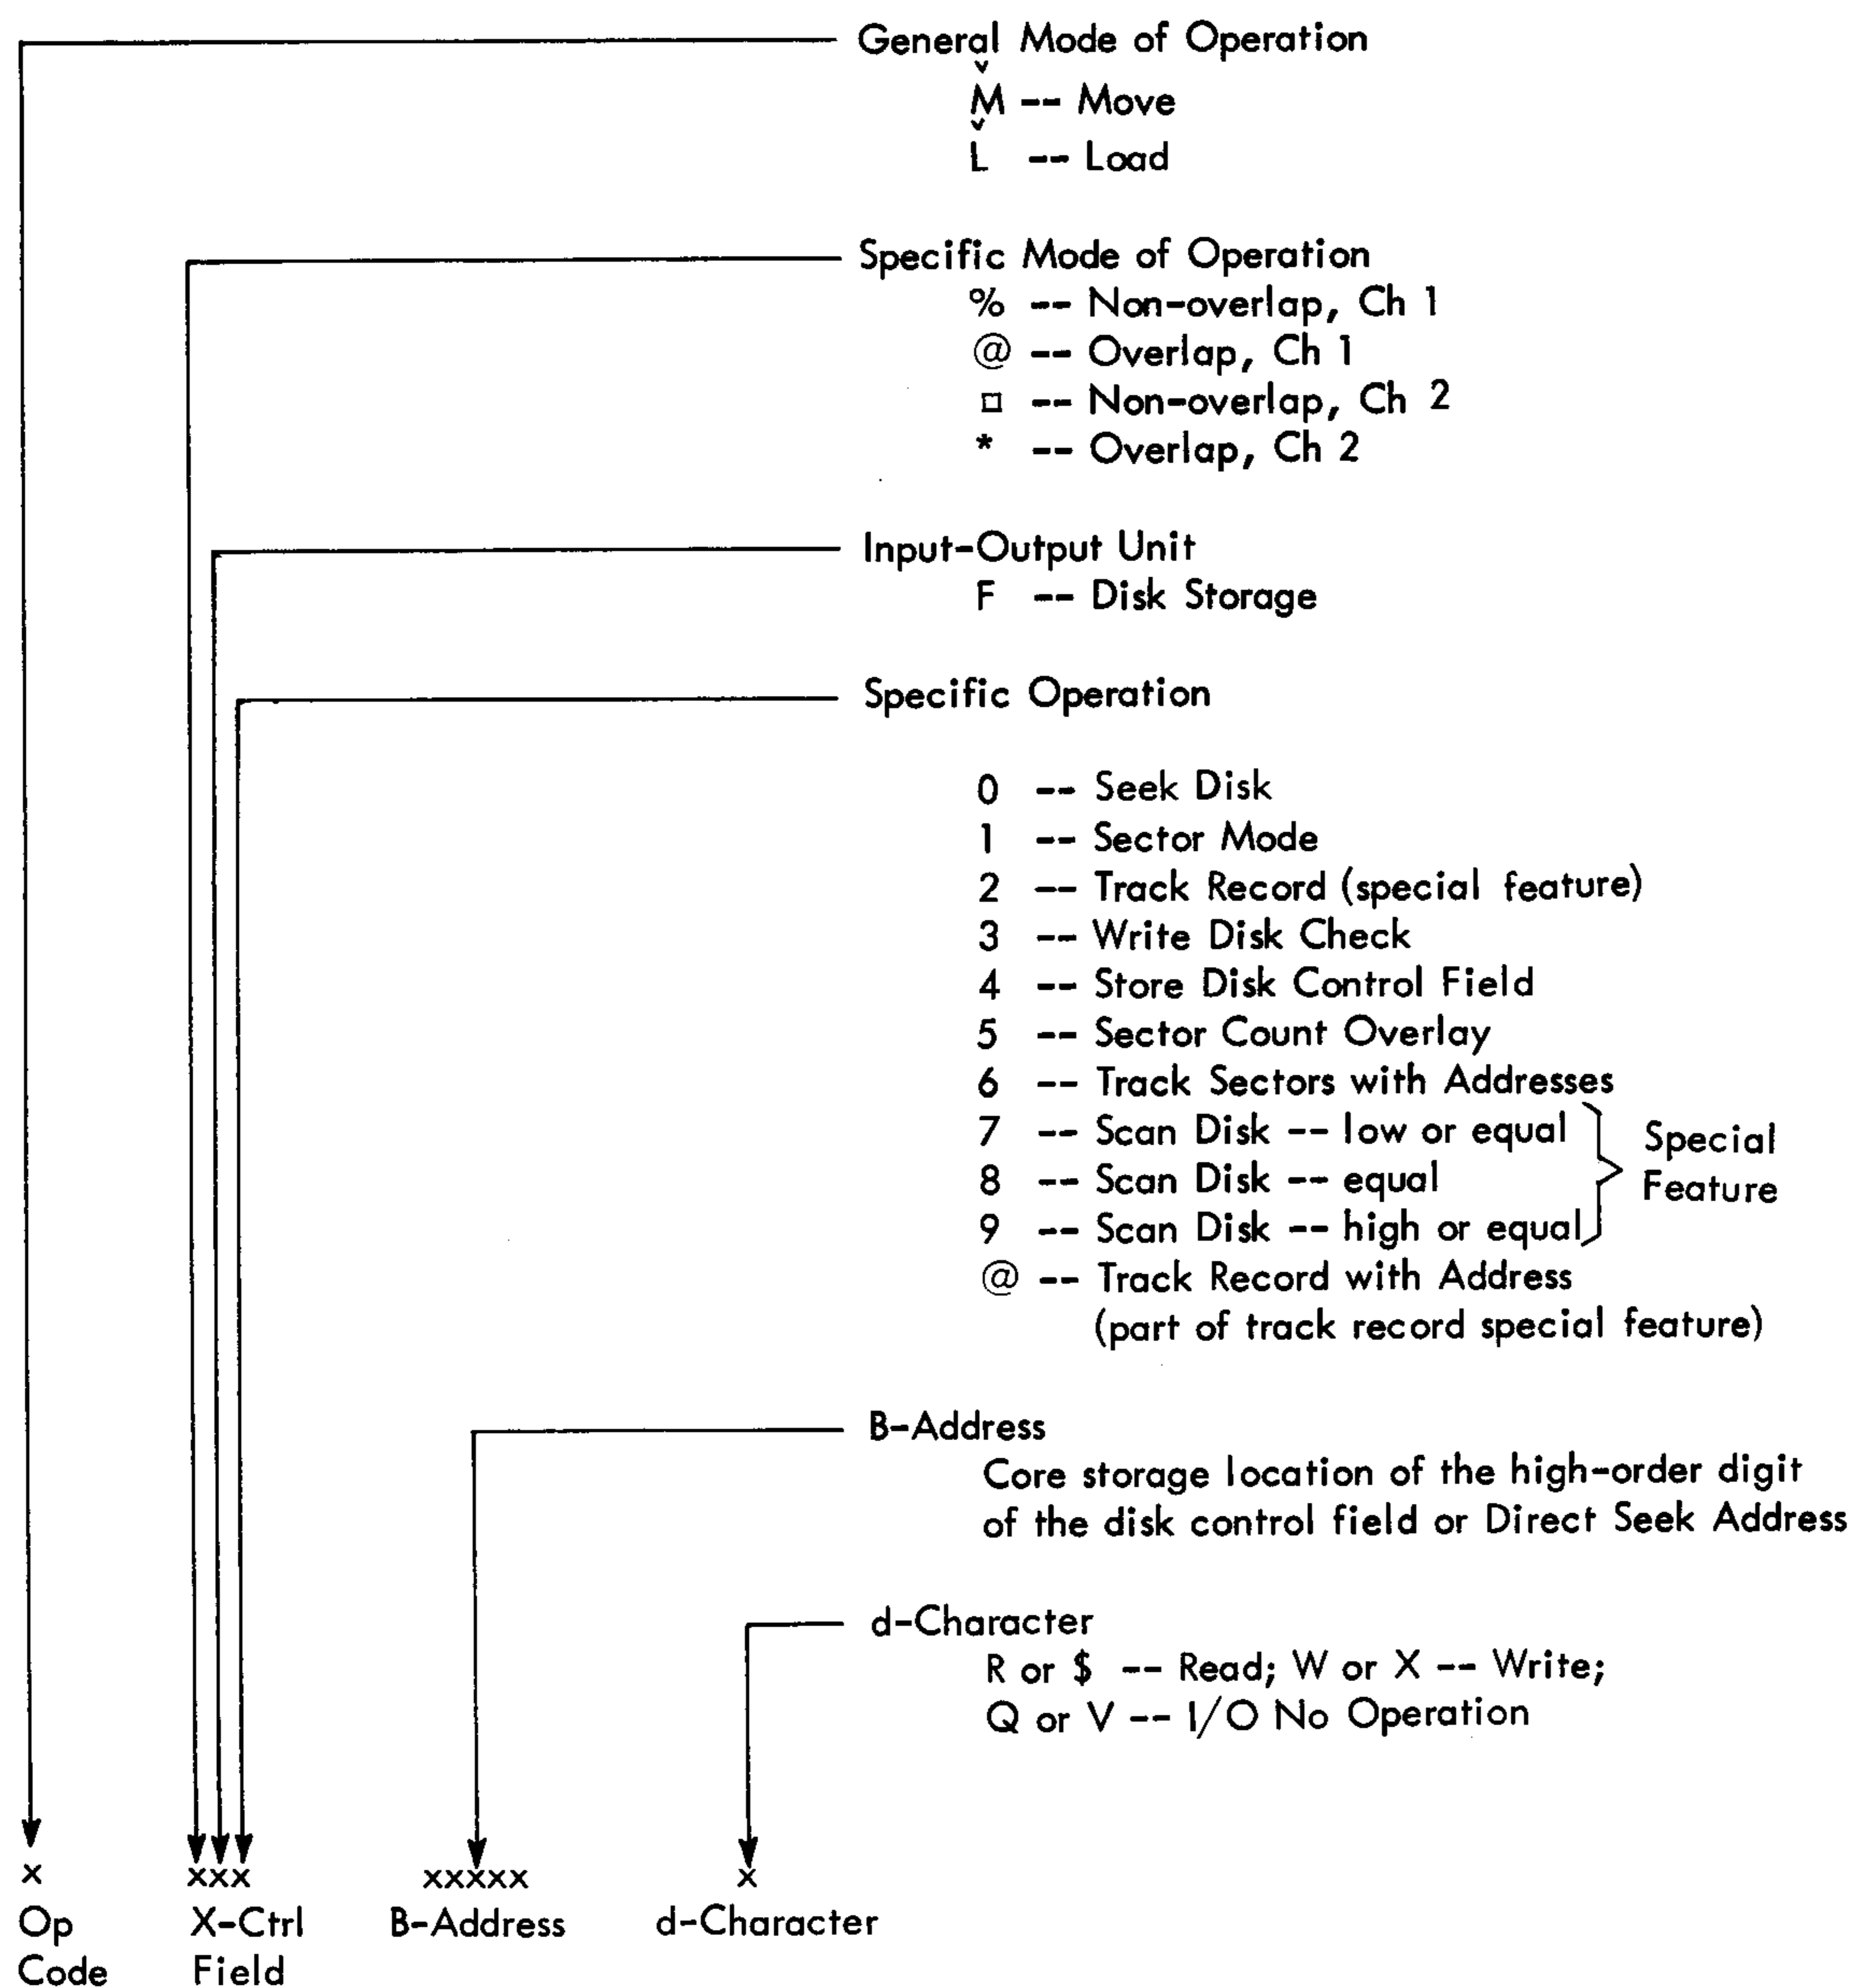 General Mode of Operation
M -- Move
L -- Load
Specific Mode of Operation
% -- Non-overlap, Ch 1
@ -- Overlap, Ch 1
⌑ -- Non-overlap, Ch 2
* -- Overlap, Ch 2
Input-Output Unit
F -- Disk Storage
Specific Operation
0 -- Seek Disk
1 -- Sector Mode
2 -- Track Record (special feature)
3 -- Write Disk Check
4 -- Store Disk Control Field
5 -- Sector Count Overlay
6 -- Track Sectors with Addresses
7 -- Scan Disk -- low or equal
8 -- Scan Disk -- equal
9 -- Scan Disk -- high or equal
Special
Feature
@ -- Track Record with Address
(part of track record special feature)
B-Address
Core storage location of the high-order digit
of the disk control field or Direct Seek Address
d-Character
R or $ -- Read; W or X -- Write;
Q or V -- I/O No Operation
x xxx xxxxx x
Op X-Ctrl B-Address d-Character
Code Field